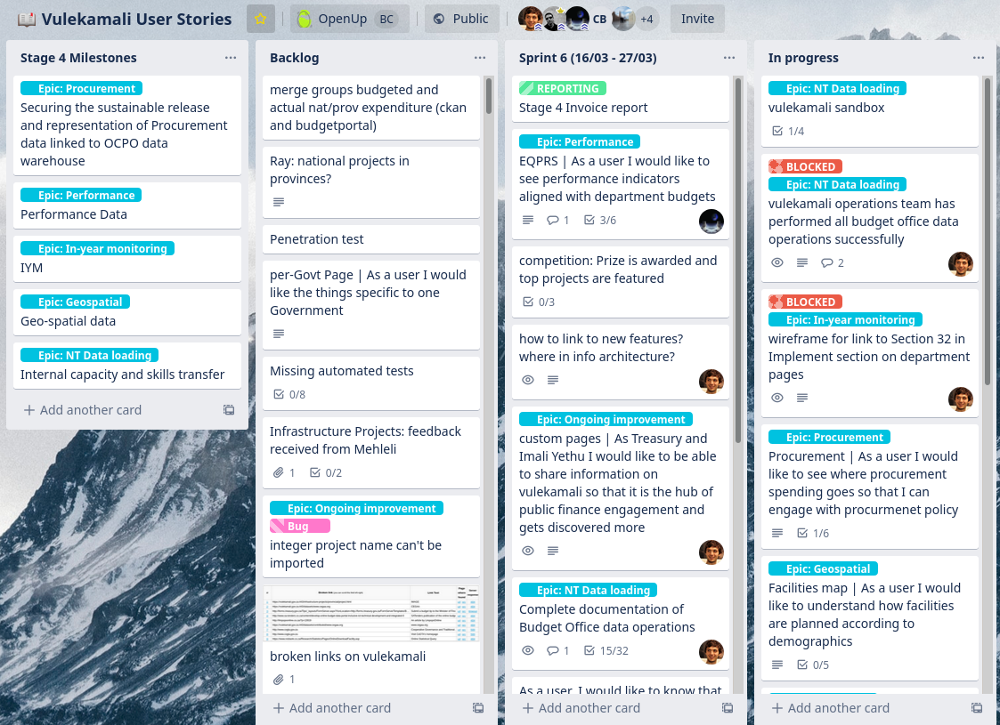 Vulekamali User Stories
OpenUp BC
Public
CB
+4
Invite
Stage 4 Milestones
Epic: Procurement
Securing the sustainable release
and representation of Procurement
data linked to OCPO data
warehouse
Epic: Performance
Performance Data
Epic: In-year monitoring
IYM
Epic: Geospatial
Geo-spatial data
Epic: NT Data loading
Internal capacity and skills transfer
Add another card
Backlog
merge groups budgeted and
actual nat/prov expenditure (ckan
and budgetportal)
Ray: national projects in
provinces?
Penetration test
per-Govt Page | As a user I would
like the things specific to one
Government
Missing automated tests
0/8
Infrastructure Projects: feedback
received from Mehleli
1 0/2
Epic: Ongoing improvement
Bug
integer project name can't be
imported
broken links on vulekamali
1
Add another card
Sprint 6 (16/03 - 27/03)
REPORTING
Stage 4 Invoice report
Epic: Performance
EQPRS | As a user I would like to
see performance indicators
aligned with department budgets
1 3/6
competition: Prize is awarded and
top projects are featured
0/3
how to link to new features?
where in info architecture?
Epic: Ongoing improvement
custom pages | As Treasury and
Imali Yethu I would like to be able
to share information on
vulekamali so that it is the hub of
public finance engagement and
gets discovered more
Epic: NT Data loading
Complete documentation of
Budget Office data operations
1 15/32
As a user, I would like to know that
Add another card
In progress
Epic: NT Data loading
vulekamali sandbox
1/4
BLOCKED
Epic: NT Data loading
vulekamali operations team has
performed all budget office data
operations successfully
2
BLOCKED
Epic: In-year monitoring
wireframe for link to Section 32 in
Implement section on department
pages
Epic: Procurement
Procurement | As a user I would
like to see where procurement
spending goes so that I can
engage with procurmenet policy
1/6
Epic: Geospatial
Facilities map | As a user I would
like to understand how facilities
are planned according to
demographics
0/5
Add another card